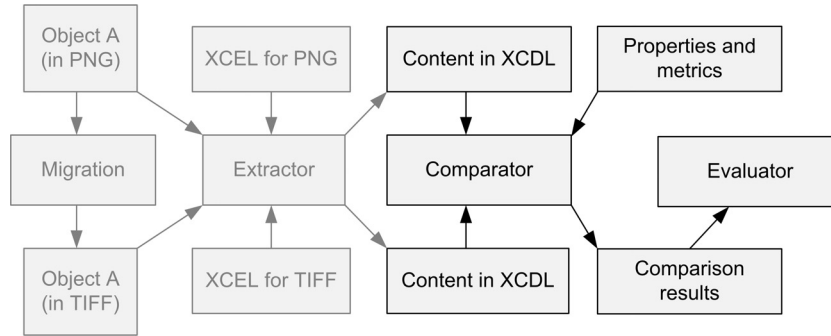 Object A
(in PNG)
XCEL for PNG
Content in XCDL
Properties and
metrics
Migration
Extractor
Comparator
Evaluator
Object A
(in TIFF)
XCEL for TIFF
Content in XCDL
Comparison
results